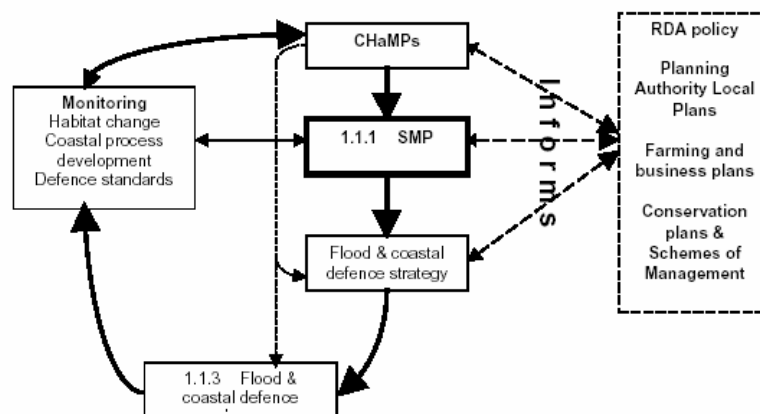 CHaMPs
Monitoring
Habitat change
Coastal process
development
Defence standards
1.1.1 SMP
Flood & coastal
defence strategy
1.1.3 Flood &
coastal defence
Informs
RDA policy
Planning
Authority Local
Plans
Farming and
business plans
Conservation
plans &
Schemes of
Management